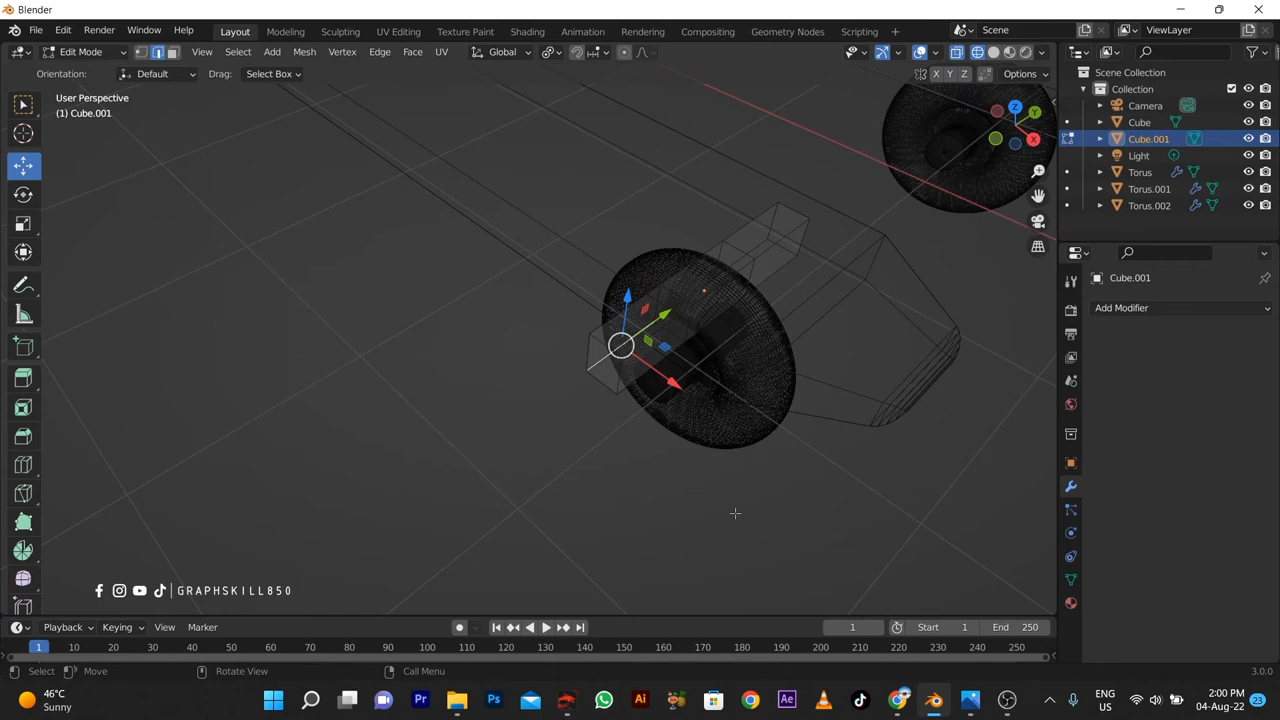 Blender
File Edit Render Window Help Layout Modeling Sculpting UV Editing Texture Paint Shading Animation Rendering Compositing Geometry Nodes Scripting + Scene ViewLayer
Edit Mode View Select Add Mesh Vertex Edge Face UV Global
Orientation: Default Drag: Select Box X Y Z Options
User Perspective
(1) Cube.001
Z
Y
X
Scene Collection
Collection
Camera
Cube
Cube.001
Light
Torus
Torus.001
Torus.002
Cube.001
Add Modifier
GRAPHSKILL850
Playback Keying View Marker 1 Start 1 End 250
1 10 20 30 40 50 60 70 80 90 100 110 120 130 140 150 160 170 180 190 200 210 220 230 240 250
Select Move Rotate View Call Menu 3.0.0
46°C
Sunny
Pr Ps Ai Ae
ENG
US
2:00 PM
04-Aug-22
23